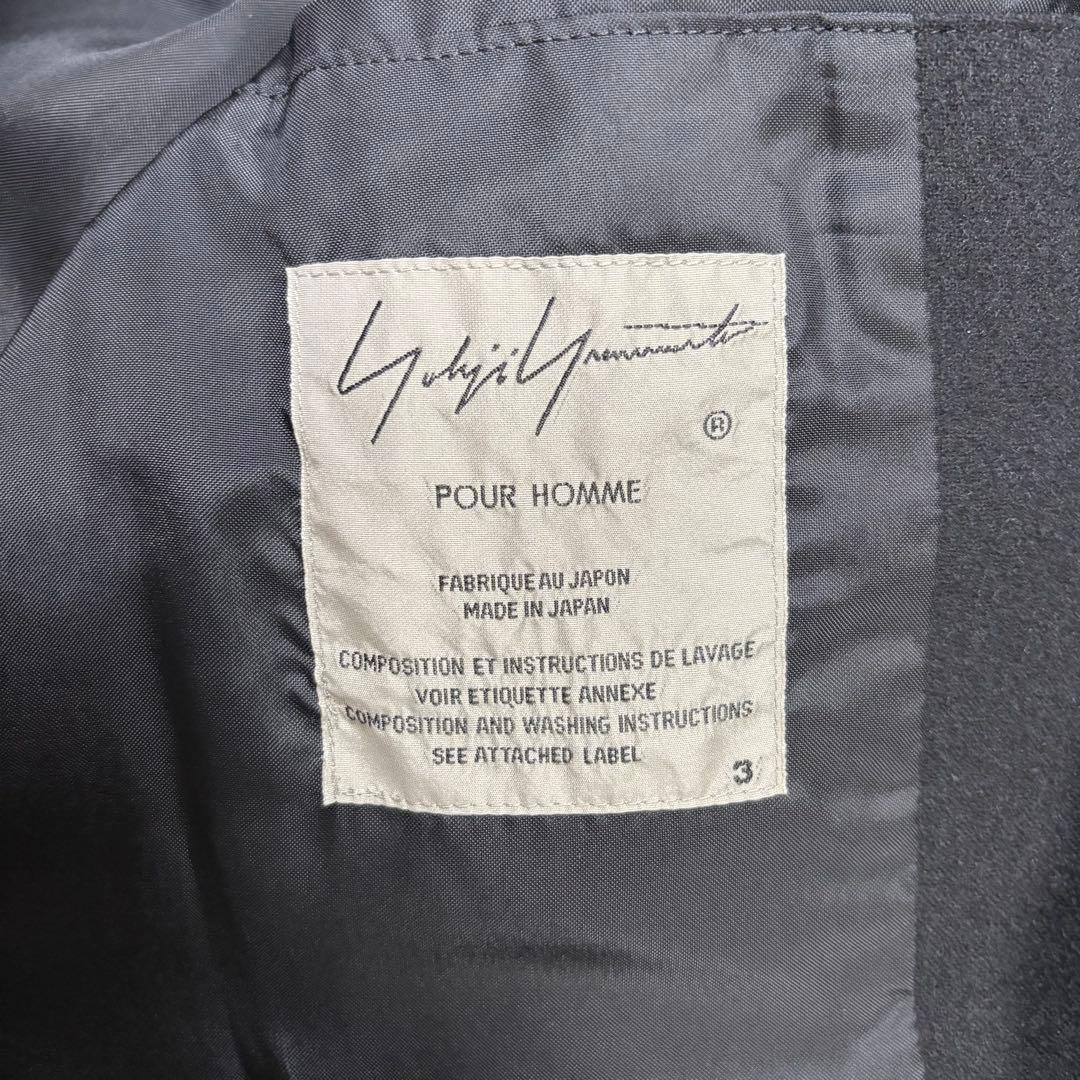 Yohji Yamamoto
®
POUR HOMME
FABRIQUE AU JAPON
MADE IN JAPAN
COMPOSITION ET INSTRUCTIONS DE LAVAGE
VOIR ETIQUETTE ANNEXE
COMPOSITION AND WASHING INSTRUCTIONS
SEE ATTACHED LABEL
3